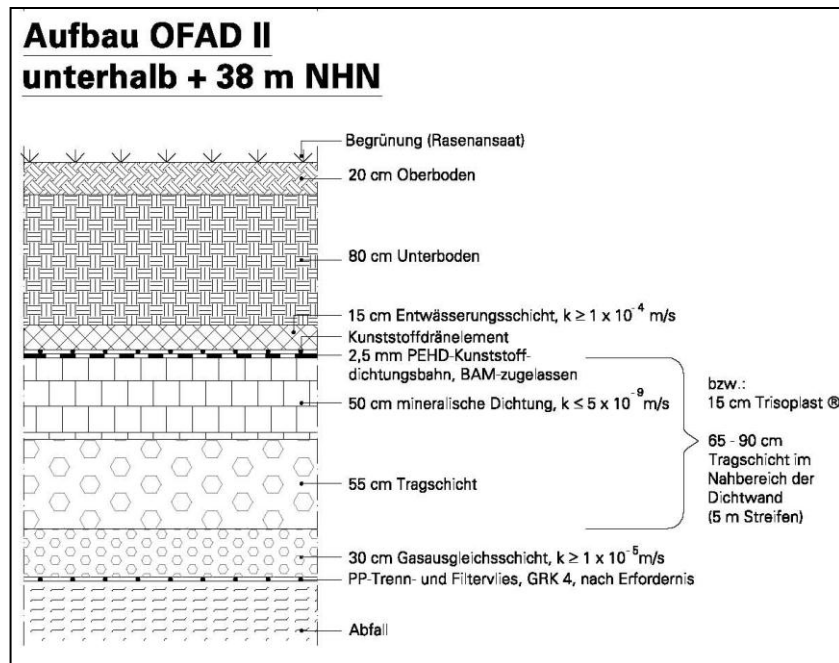 Aufbau OFAD II
unterhalb + 38 m NHN
Begrünung (Rasenansaat)
20 cm Oberboden
80 cm Unterboden
15 cm Entwässerungsschicht, k ≥ 1 x 10⁻⁴ m/s
Kunststoffdränelement
2,5 mm PEHD-Kunststoff-
dichtungsbahn, BAM-zugelassen
50 cm mineralische Dichtung, k ≤ 5 x 10⁻⁹ m/s
55 cm Tragschicht
bzw.:
15 cm Trisoplast ®
65 - 90 cm
Tragschicht im
Nahbereich der
Dichtwand
(5 m Streifen)
30 cm Gasausgleichsschicht, k ≥ 1 x 10⁻⁵ m/s
PP-Trenn- und Filtervlies, GRK 4, nach Erfordernis
Abfall